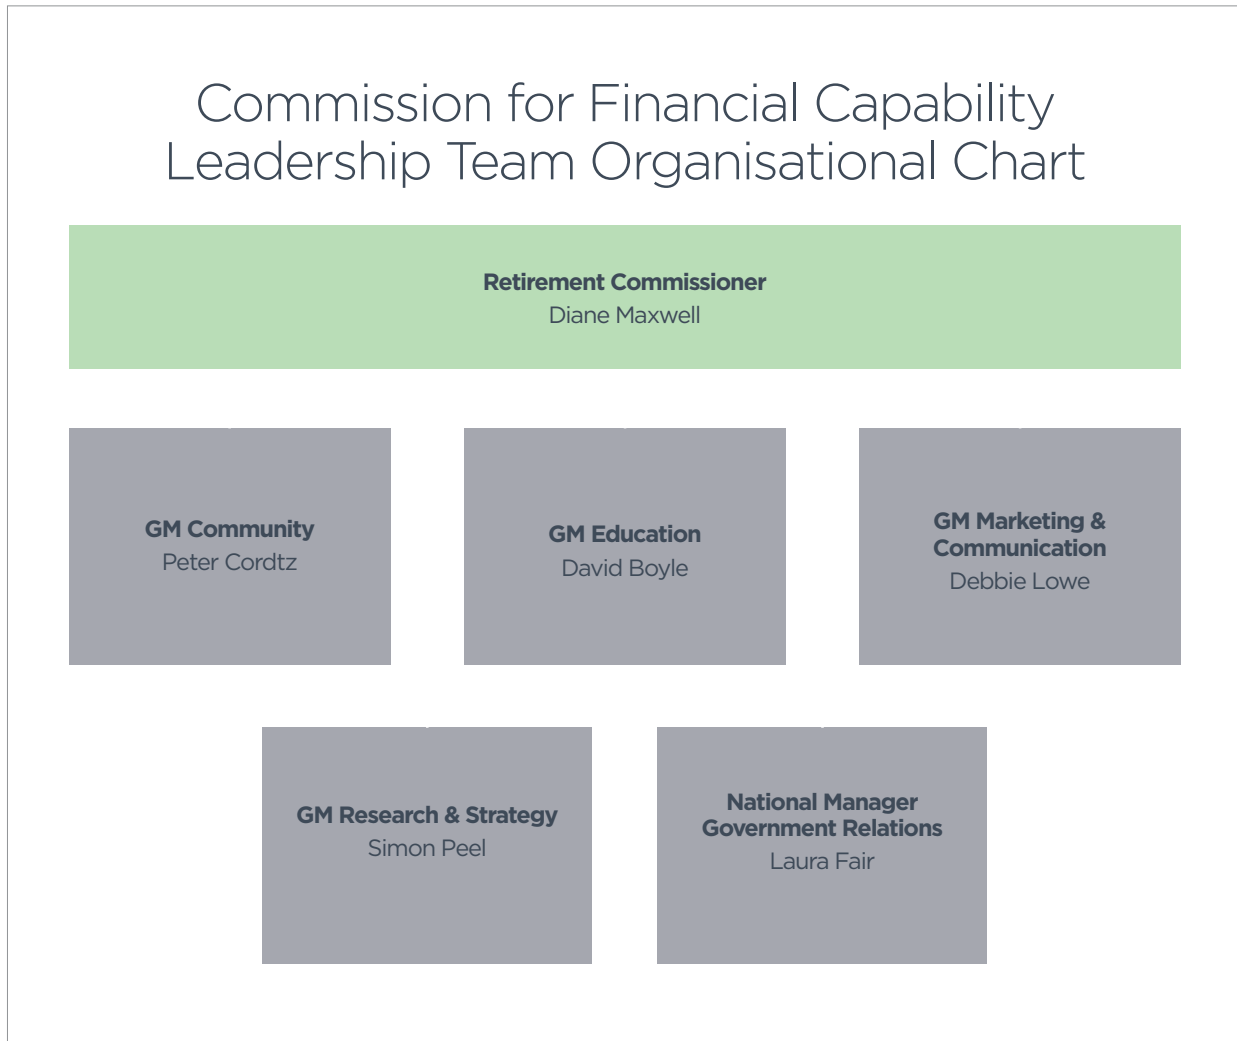 Commission for Financial Capability
Leadership Team Organisational Chart
Retirement Commissioner
Diane Maxwell
GM Community
Peter Cordtz
GM Education
David Boyle
GM Marketing &
Communication
Debbie Lowe
GM Research & Strategy
Simon Peel
National Manager
Government Relations
Laura Fair